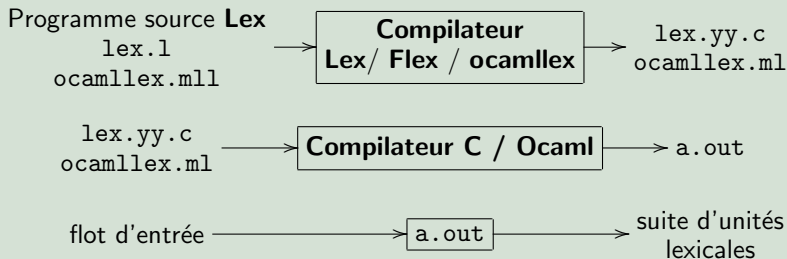 Programme source Lex
lex.l
ocamllex.mll
Compilateur
Lex/ Flex / ocamllex
lex.yy.c
ocamllex.ml
lex.yy.c
ocamllex.ml
Compilateur C / Ocaml
a.out
flot d'entrée
a.out
suite d'unités
lexicales